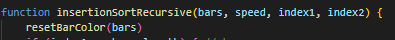 function insertionSortRecursive(bars, speed, index1, index2) {
resetBarColor(bars)